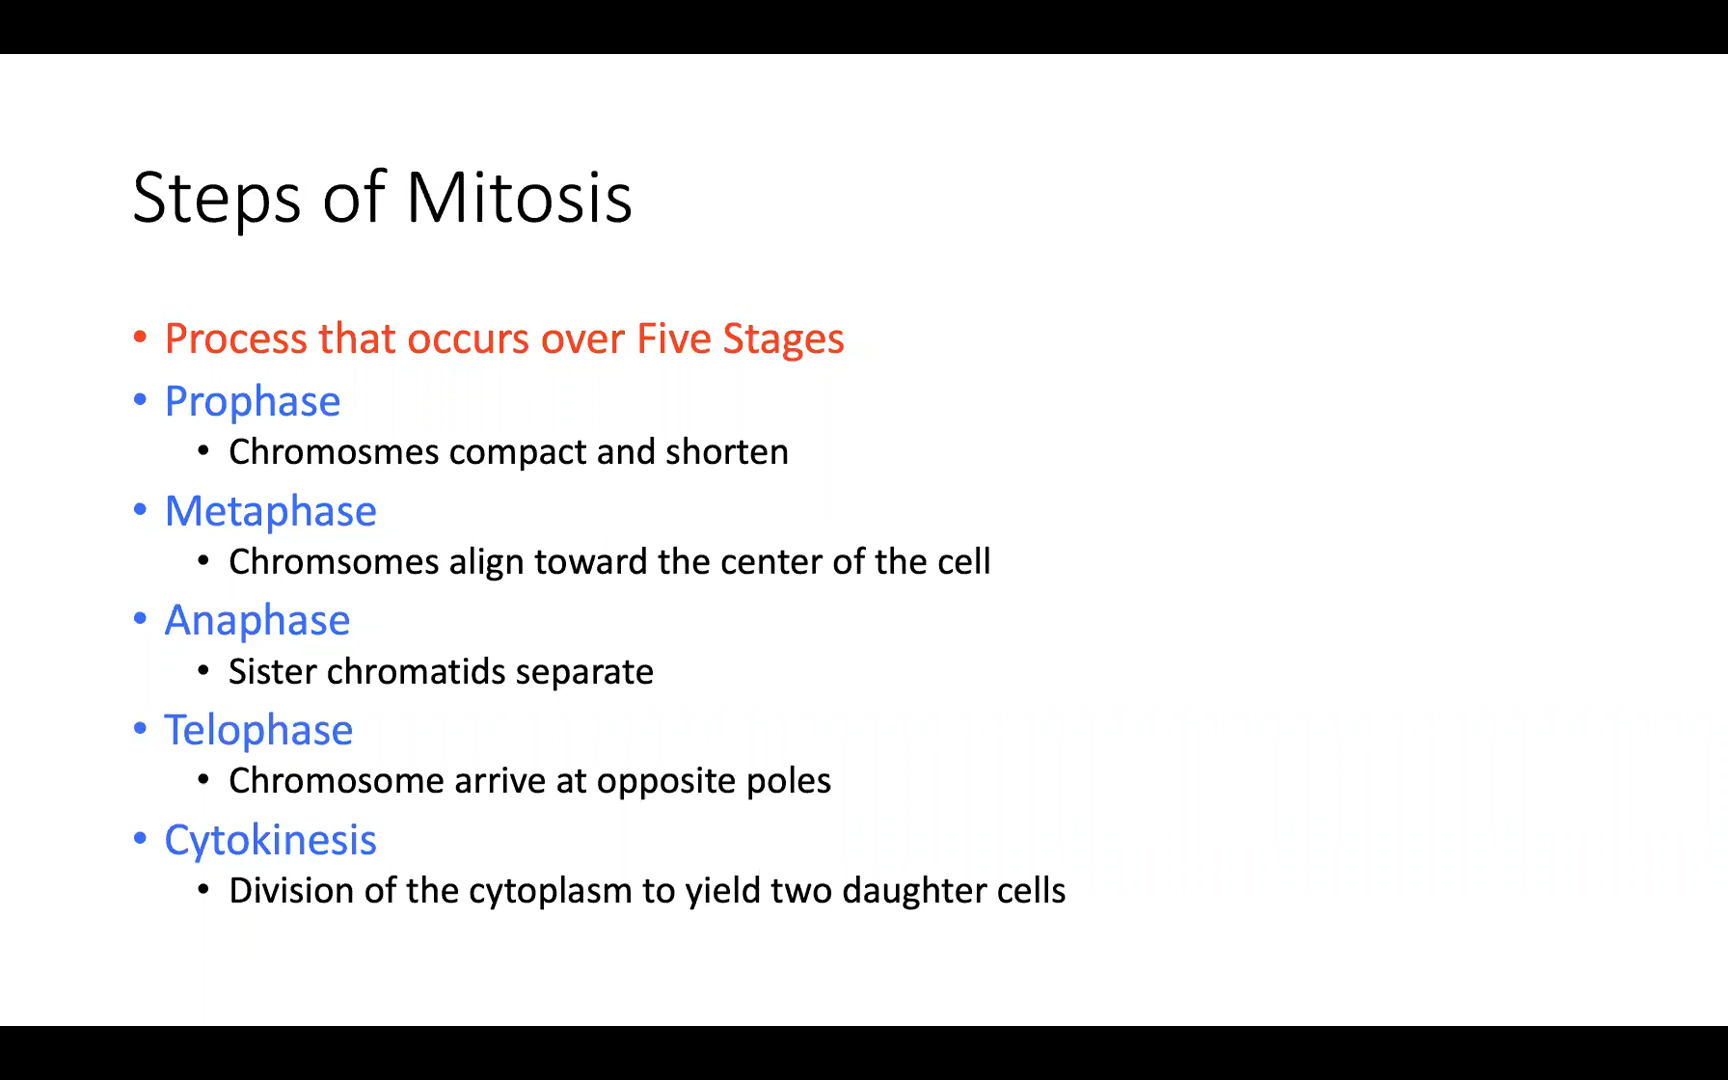 Steps of Mitosis
• Process that occurs over Five Stages
• Prophase
• Chromosmes compact and shorten
• Metaphase
• Chromsomes align toward the center of the cell
• Anaphase
• Sister chromatids separate
• Telophase
• Chromosome arrive at opposite poles
• Cytokinesis
• Division of the cytoplasm to yield two daughter cells